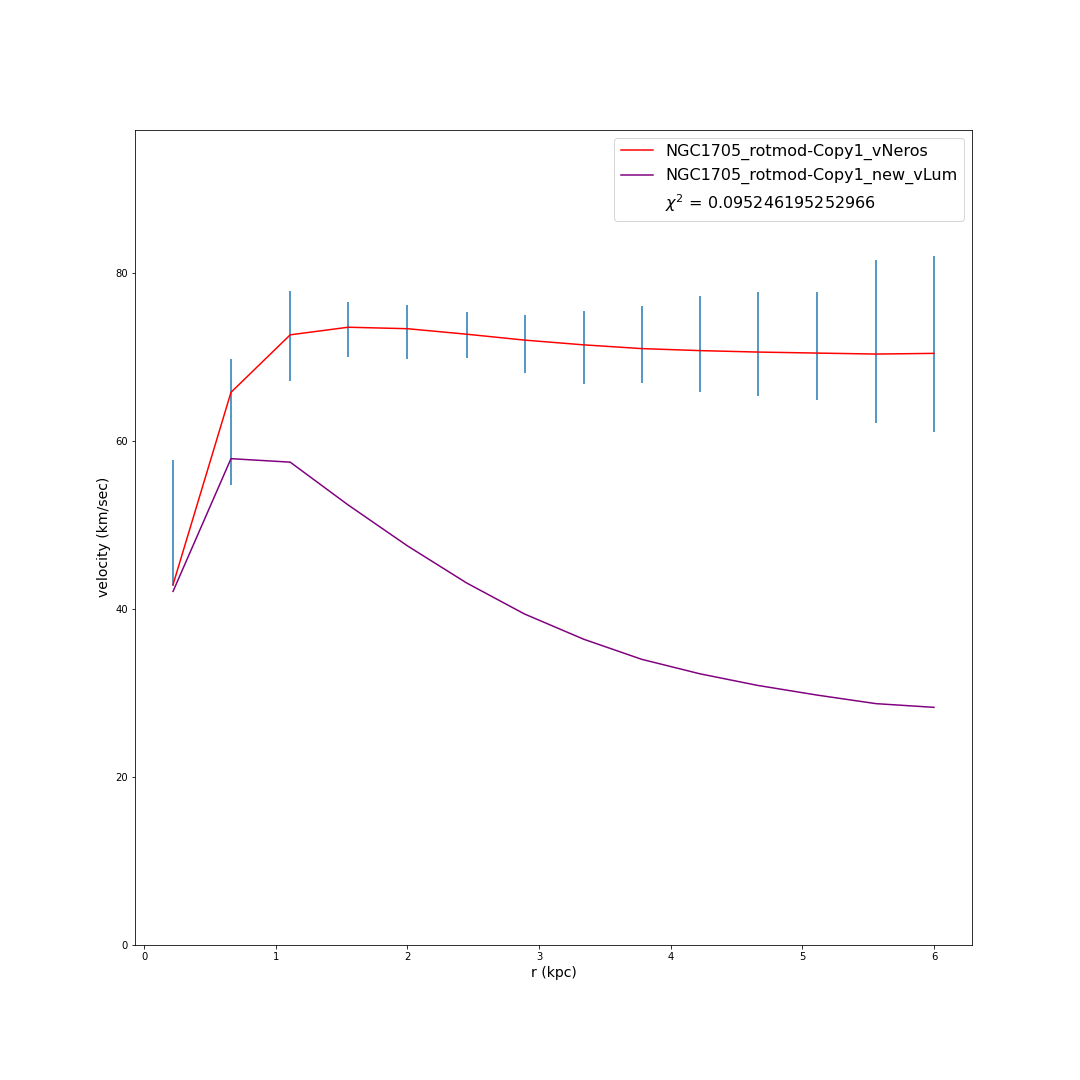 NGC1705_rotmod-Copy1_vNeros
NGC1705_rotmod-Copy1_new_vLum
χ² = 0.095246195252966
80
60
40
20
0
velocity (km/sec)
0 1 2 3 4 5 6
r (kpc)